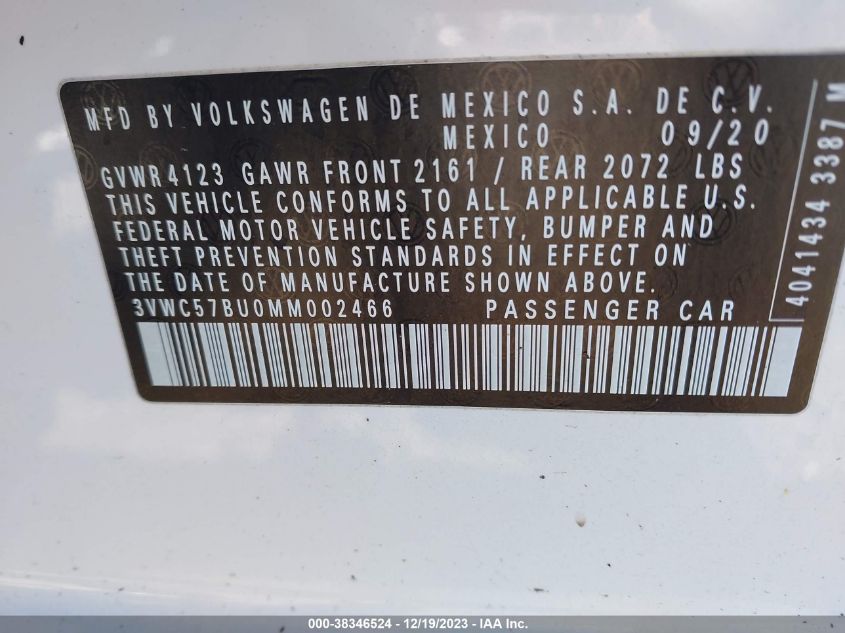 MFD BY VOLKSWAGEN DE MEXICO S.A. DE C.V.
MEXICO 09/20
GVWR 4123 GAWR FRONT 2161 / REAR 2072 LBS
THIS VEHICLE CONFORMS TO ALL APPLICABLE U.S.
FEDERAL MOTOR VEHICLE SAFETY, BUMPER AND
THEFT PREVENTION STANDARDS IN EFFECT ON
THE DATE OF MANUFACTURE SHOWN ABOVE.
3VWC57BU0MM002466 PASSENGER CAR
4041434 3387 M
000-38346524 - 12/19/2023 - IAA Inc.